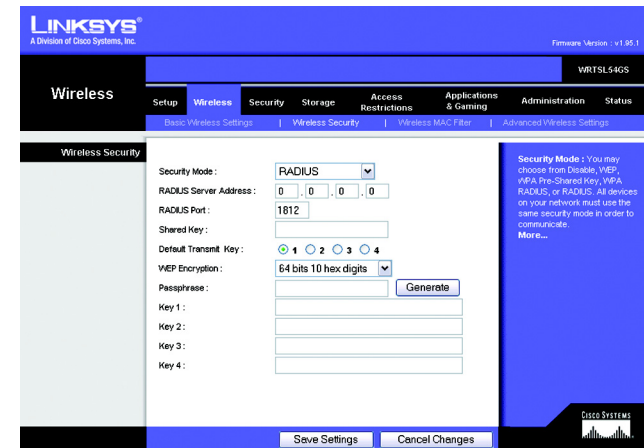 LINKSYS®
A Division of Cisco Systems, Inc.
Firmware Version : v1.95.1
WRTSL54GS
Wireless
Setup Wireless Security Storage Access Restrictions Applications & Gaming Administration Status
Basic Wireless Settings | Wireless Security | Wireless MAC Filter | Advanced Wireless Settings
Wireless Security
Security Mode : RADIUS
RADIUS Server Address : 0 . 0 . 0 . 0
RADIUS Port : 1812
Shared Key :
Default Transmit Key : 1 2 3 4
WEP Encryption : 64 bits 10 hex digits
Passphrase : Generate
Key 1 :
Key 2 :
Key 3 :
Key 4 :
Security Mode : You may
choose from Disable, WEP,
WPA Pre-Shared Key, WPA
RADIUS, or RADIUS. All devices
on your network must use the
same security mode in order to
communicate.
More...
CISCO SYSTEMS
Save Settings Cancel Changes